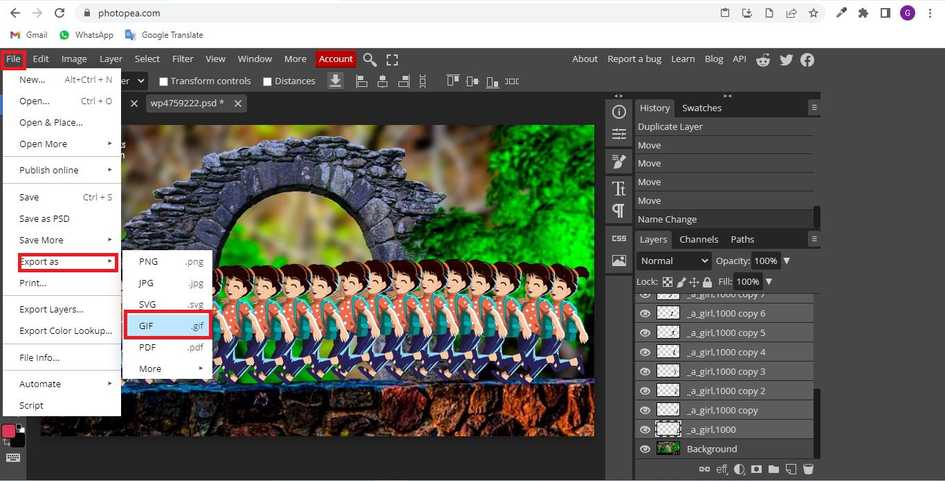 photopea.com
G
Gmail
WhatsApp
Google Translate
File Edit Image Layer Select Filter View Window More Account
About Report a bug Learn Blog API
Transform controls
Distances
wp4759222.psd *
New... Alt+Ctrl + N
Open... Ctrl + O
Open & Place...
Open More
Publish online
Save Ctrl + S
Save as PSD
Save More
Export as
Print...
Export Layers...
Export Color Lookup...
File Info...
Automate
Script
PNG .png
JPG .jpg
SVG .svg
GIF .gif
PDF .pdf
More
CSS
History Swatches
Duplicate Layer
Move
Move
Move
Move
Name Change
Layers Channels Paths
Normal Opacity: 100%
Lock: Fill: 100%
_a_girl,1000 copy 7
_a_girl,1000 copy 6
_a_girl,1000 copy 5
_a_girl,1000 copy 4
_a_girl,1000 copy 3
_a_girl,1000 copy 2
_a_girl,1000 copy
_a_girl,1000
Background
eff